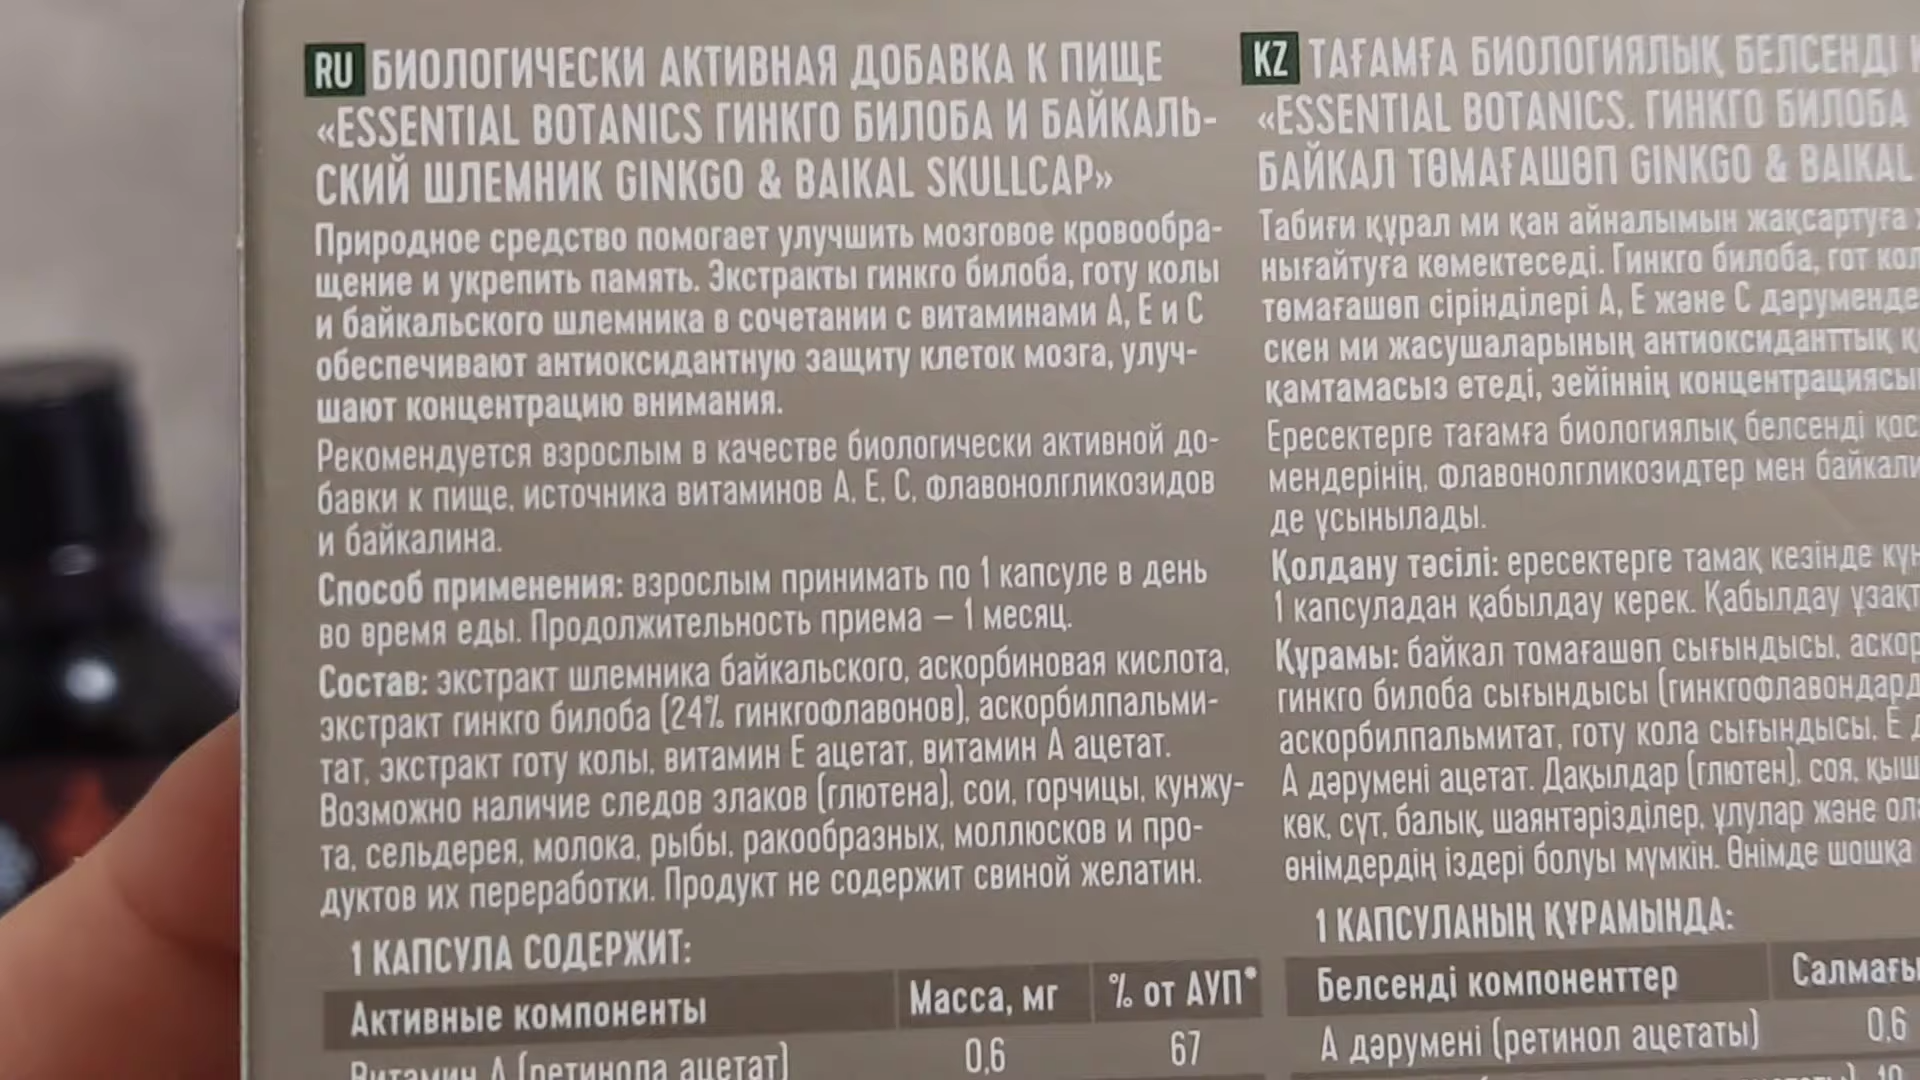 RU БИОЛОГИЧЕСКИ АКТИВНАЯ ДОБАВКА К ПИЩЕ
«ESSENTIAL BOTANICS ГИНКГО БИЛОБА И БАЙКАЛЬ-
СКИЙ ШЛЕМНИК GINKGO & BAIKAL SKULLCAP»
Природное средство помогает улучшить мозговое кровообра-
щение и укрепить память. Экстракты гинкго билоба, готу колы
и байкальского шлемника в сочетании с витаминами А, Е и С
обеспечивают антиоксидантную защиту клеток мозга, улуч-
шают концентрацию внимания.
Рекомендуется взрослым в качестве биологически активной до-
бавки к пище, источника витаминов А, Е, С, флавонолгликозидов
и байкалина.
Способ применения: взрослым принимать по 1 капсуле в день
во время еды. Продолжительность приема – 1 месяц.
Состав: экстракт шлемника байкальского, аскорбиновая кислота,
экстракт гинкго билоба (24% гинкгофлавонов), аскорбилпальми-
тат, экстракт готу колы, витамин Е ацетат, витамин А ацетат.
Возможно наличие следов злаков (глютена), сои, горчицы, кунжу-
та, сельдерея, молока, рыбы, ракообразных, моллюсков и про-
дуктов их переработки. Продукт не содержит свиной желатин.
1 КАПСУЛА СОДЕРЖИТ:
Активные компоненты Масса, мг % от АУП*
Витамин А (ретинола ацетат) 0,6 67
KZ ТАҒАМҒА БИОЛОГИЯЛЫҚ БЕЛСЕНДІ
«ESSENTIAL BOTANICS. ГИНКГО БИЛОБА
БАЙКАЛ ТӨМАҒАШӨП GINKGO & BAIKAL
Табиғи құрал ми қан айналымын жақсартуға
нығайтуға көмектеседі. Гинкго билоба, гот
төмағашөп сірінділері А, Е және С
скен ми жасушаларының антиоксиданттық
қамтамасыз етеді, зейіннің
Ересектерге тағамға биологиялық белсенді
мендерінің, флавонолгликозидтер мен
де ұсынылады.
Қолдану тәсілі: ересектерге тамақ кезінде
1 капсуладан қабылдау керек. Қабылдау
Құрамы: байкал томағашөп сығындысы,
гинкго билоба сығындысы
аскорбилпальмитат, готу кола сығындысы, Е
А дәрумені ацетат. Дақылдар (глютен), соя,
көк, сүт, балық, шаянтәрізділер, ұлулар және
өнімдердің іздері болуы мүмкін. Өнімде шошқа
1 КАПСУЛАНЫҢ ҚҰРАМЫНДА:
Белсенді компоненттер Салмағы
А дәрумені (ретинол ацетаты) 0,6
10